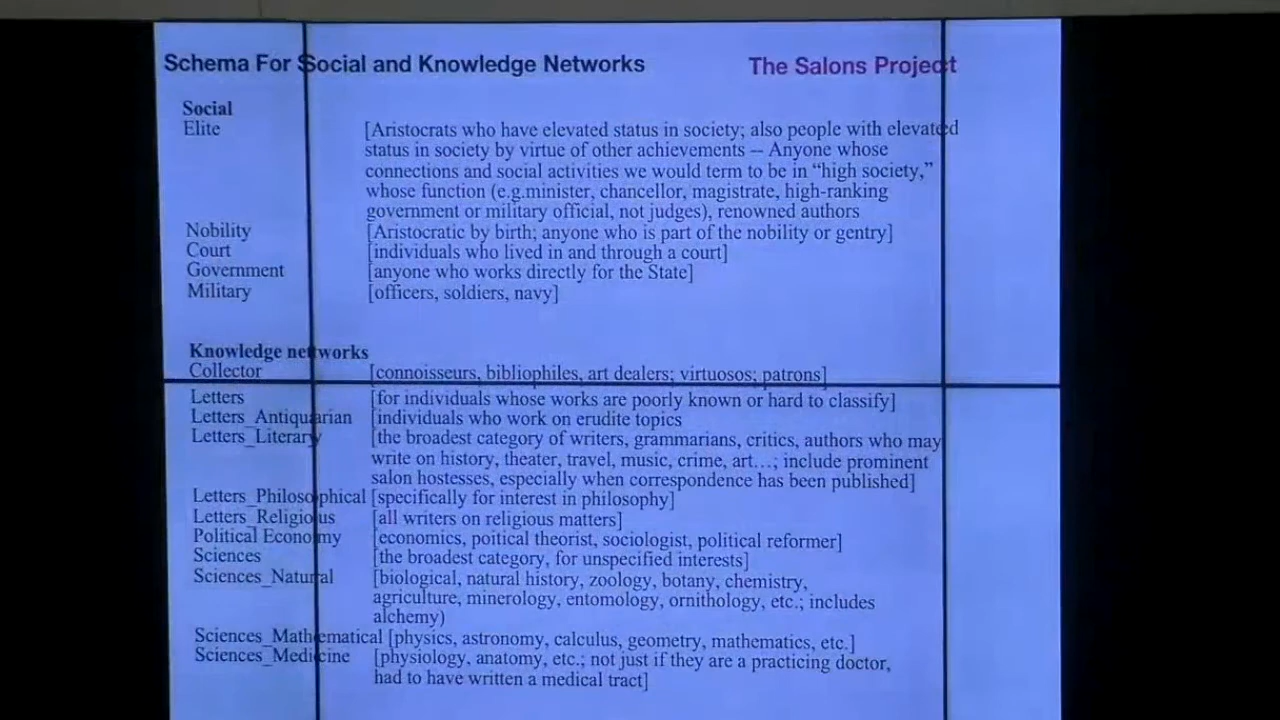 Schema For Social and Knowledge Networks The Salons Project
Social
Elite [Aristocrats who have elevated status in society; also people with elevated
status in society by virtue of other achievements – Anyone whose
connections and social activities we would term to be in “high society,”
whose function (e.g.minister, chancellor, magistrate, high-ranking
government or military official, not judges), renowned authors
Nobility [Aristocratic by birth; anyone who is part of the nobility or gentry]
Court [individuals who lived in and through a court]
Government [anyone who works directly for the State]
Military [officers, soldiers, navy]
Knowledge networks
Collector [connoisseurs, bibliophiles, art dealers; virtuosos; patrons]
Letters [for individuals whose works are poorly known or hard to classify]
Letters_Antiquarian [individuals who work on erudite topics
Letters_Literary [the broadest category of writers, grammarians, critics, authors who may
write on history, theater, travel, music, crime, art…; include prominent
salon hostesses, especially when correspondence has been published]
Letters_Philosophical [specifically for interest in philosophy]
Letters_Religious [all writers on religious matters]
Political Economy [economics, poitical theorist, sociologist, political reformer]
Sciences [the broadest category, for unspecified interests]
Sciences_Natural [biological, natural history, zoology, botany, chemistry,
agriculture, minerology, entomology, ornithology, etc.; includes
alchemy)
Sciences_Mathematical [physics, astronomy, calculus, geometry, mathematics, etc.]
Sciences_Medicine [physiology, anatomy, etc.; not just if they are a practicing doctor,
had to have written a medical tract]